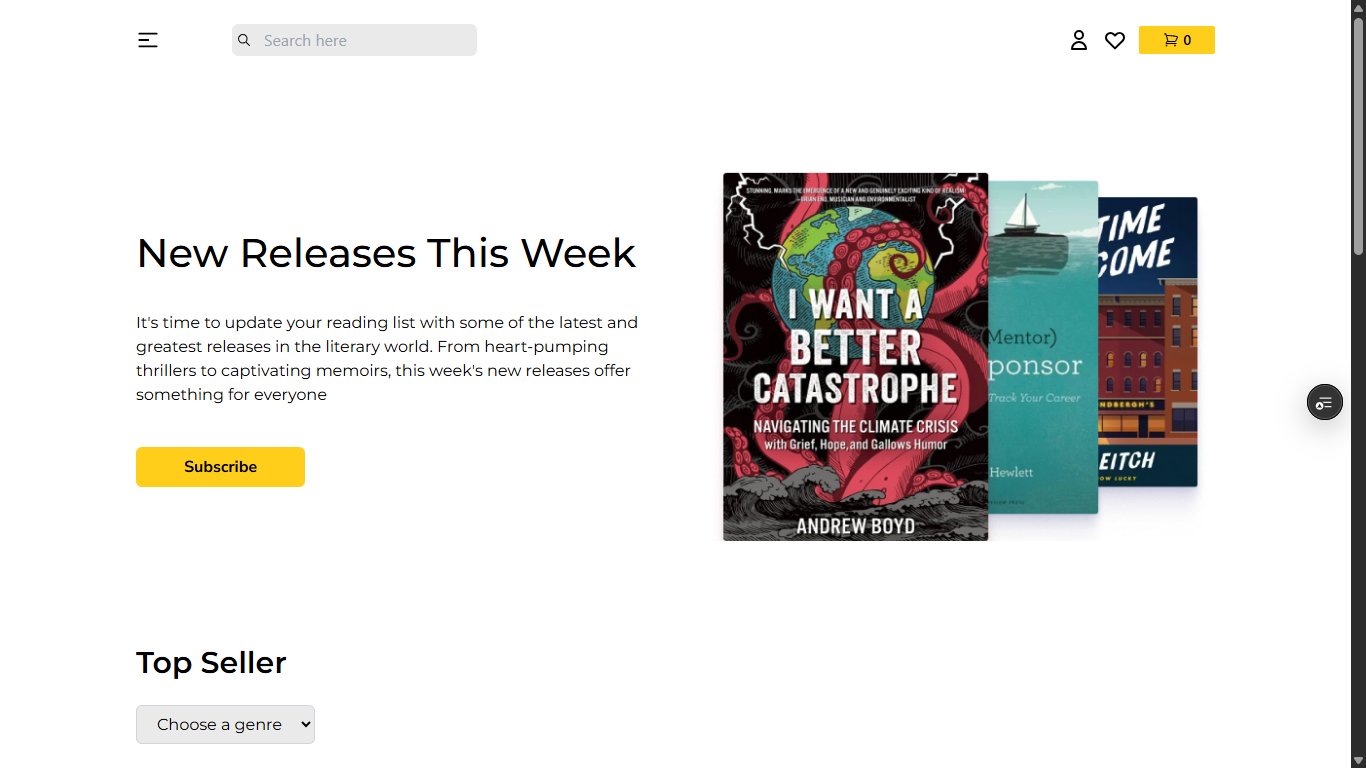 Search here
0
New Releases This Week
It's time to update your reading list with some of the latest and
greatest releases in the literary world. From heart-pumping
thrillers to captivating memoirs, this week's new releases offer
something for everyone
Subscribe
STUNNING. MARKS THE EMERGENCE OF A NEW AND GENUINELY EXCITING KIND OF REALISM
—BRIAN ENO, MUSICIAN AND ENVIRONMENTALIST
I WANT A
BETTER
CATASTROPHE
NAVIGATING THE CLIMATE CRISIS
with Grief, Hope, and Gallows Humor
ANDREW BOYD
Mentor)
ponsor
Track Your Career
Hewlett
TIME
COME
NDBERGH'S
EITCH
OW LUCKY
Top Seller
Choose a genre